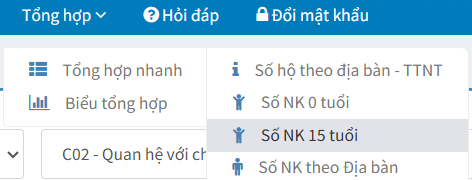 Tổng hợp Hỏi đáp Đổi mật khẩu
Tổng hợp nhanh
Biểu tổng hợp
Số hộ theo địa bàn - TTNT
Số NK 0 tuổi
Số NK 15 tuổi
Số NK theo Địa bàn
C02 - Quan hệ với